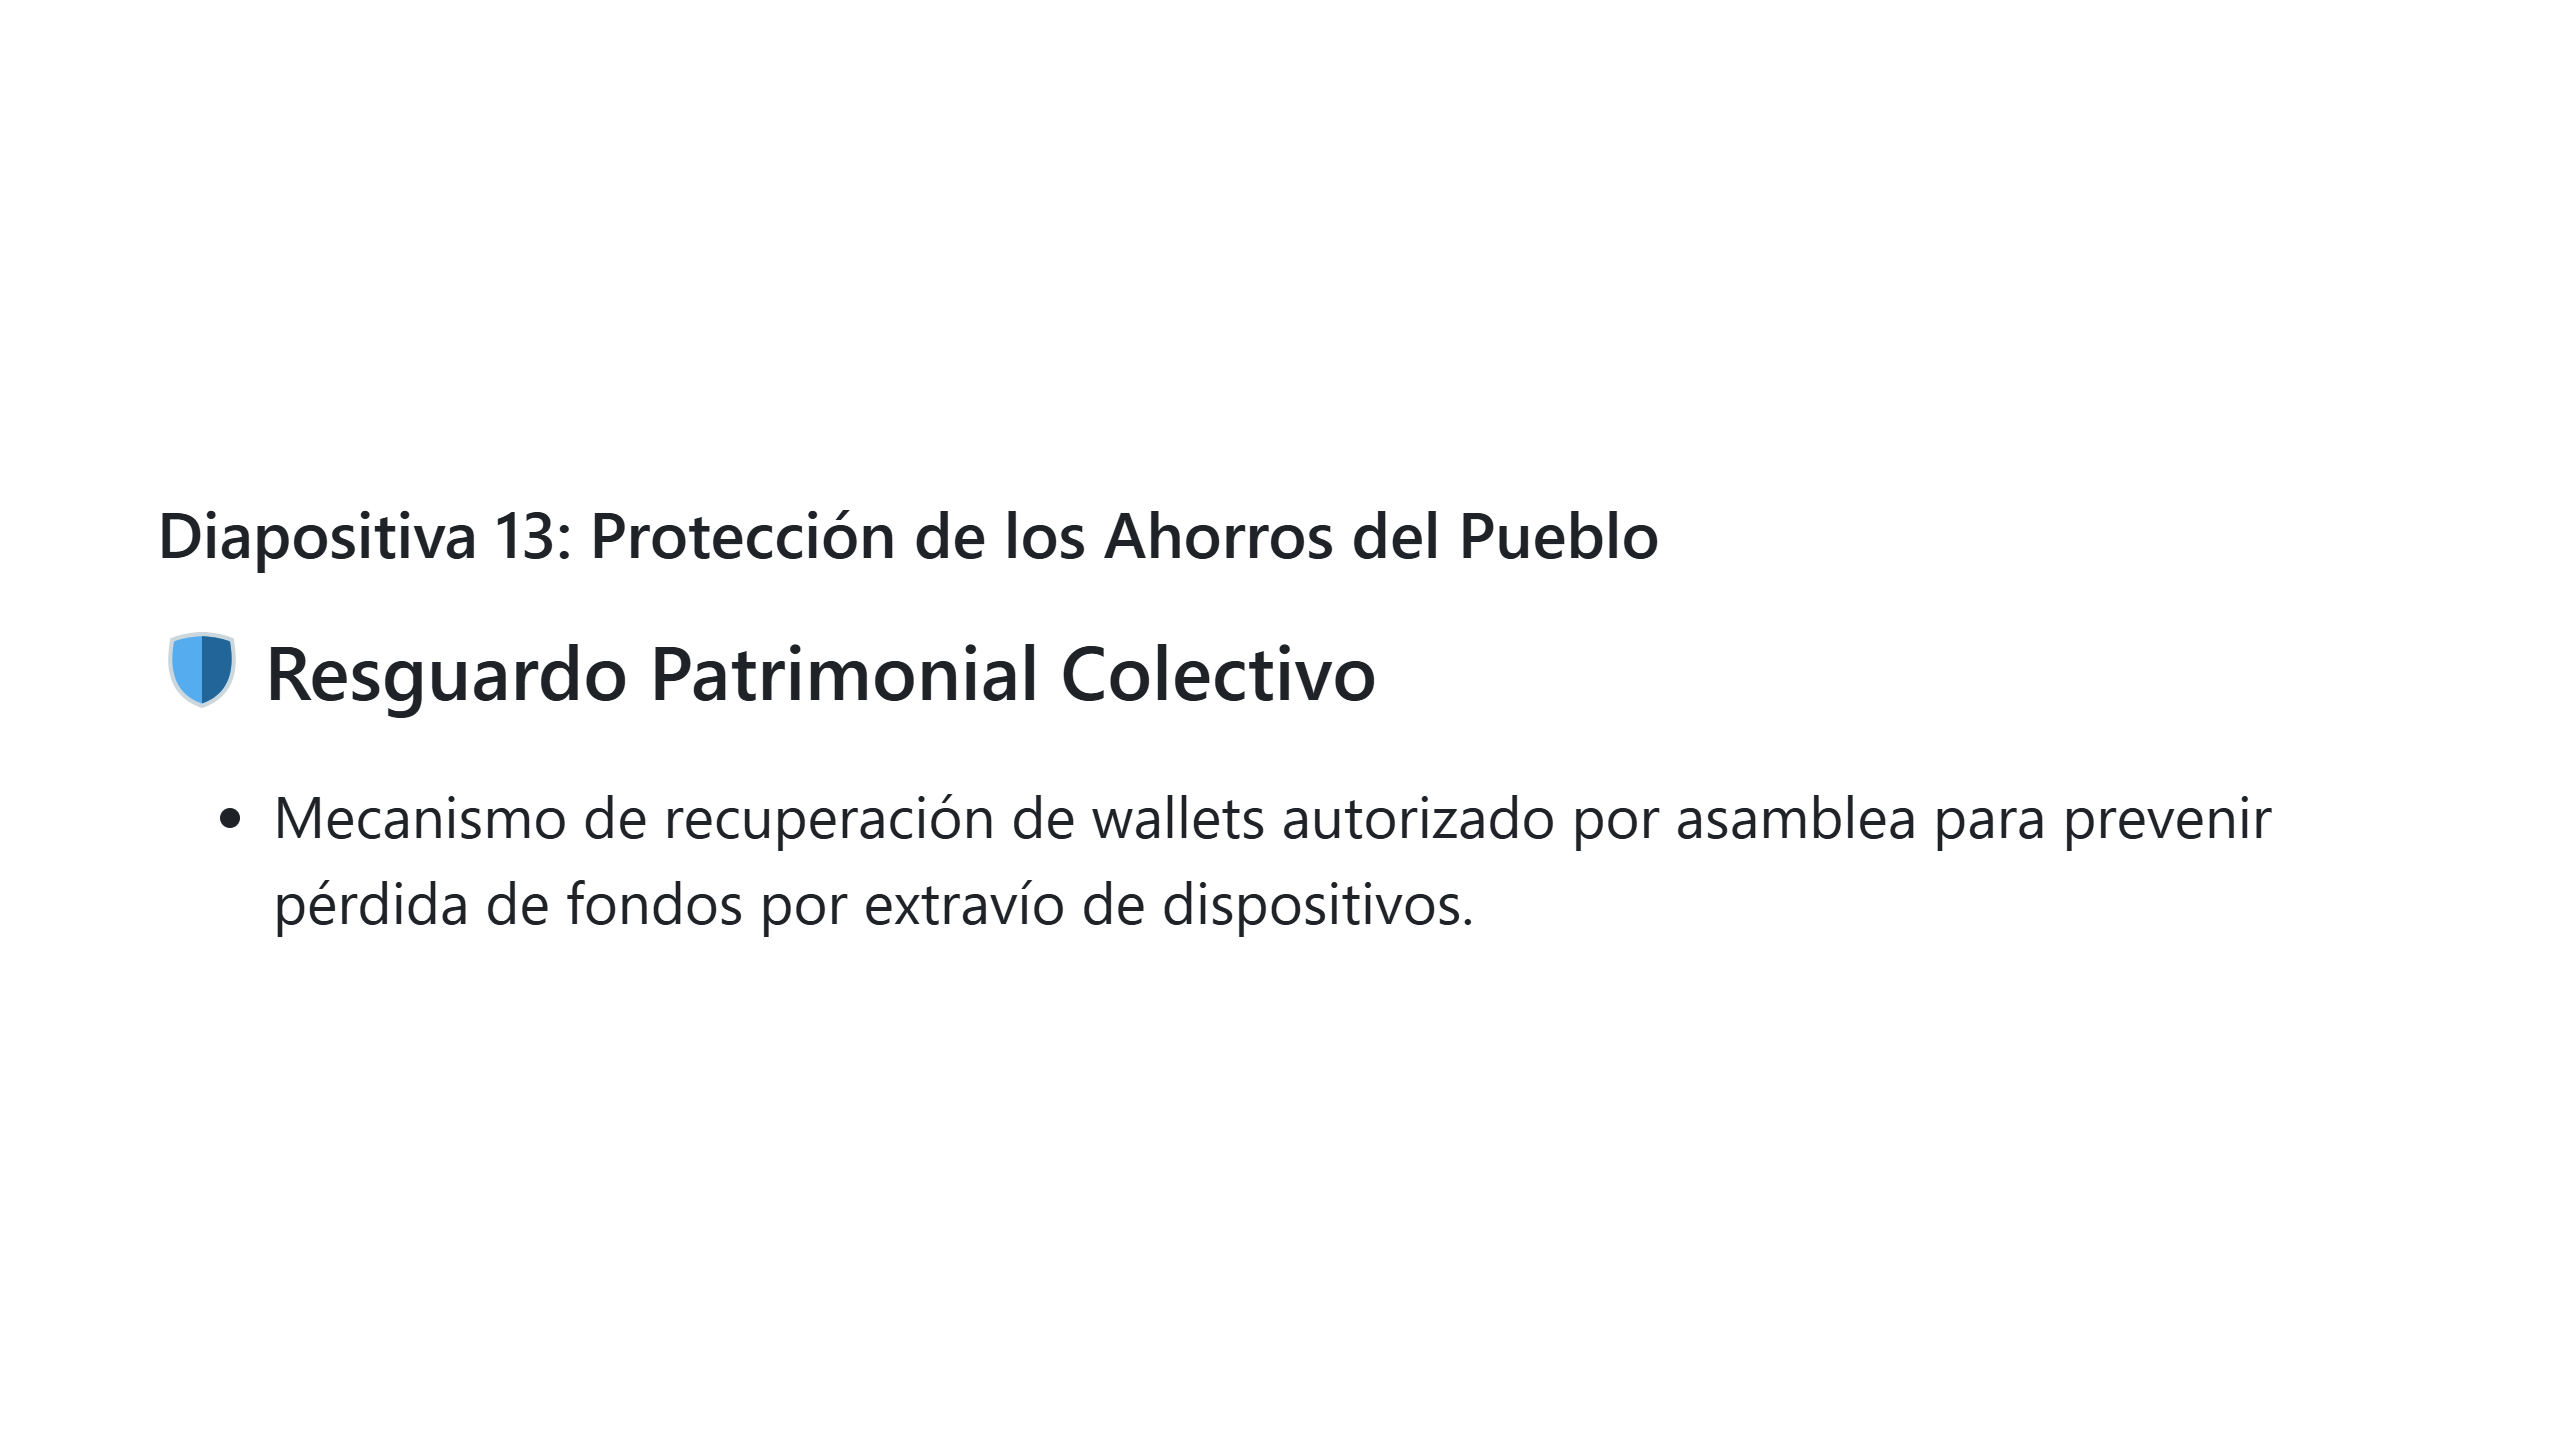 Diapositiva 13: Protección de los Ahorros del Pueblo
🛡️ Resguardo Patrimonial Colectivo
• Mecanismo de recuperación de wallets autorizado por asamblea para prevenir
pérdida de fondos por extravío de dispositivos.